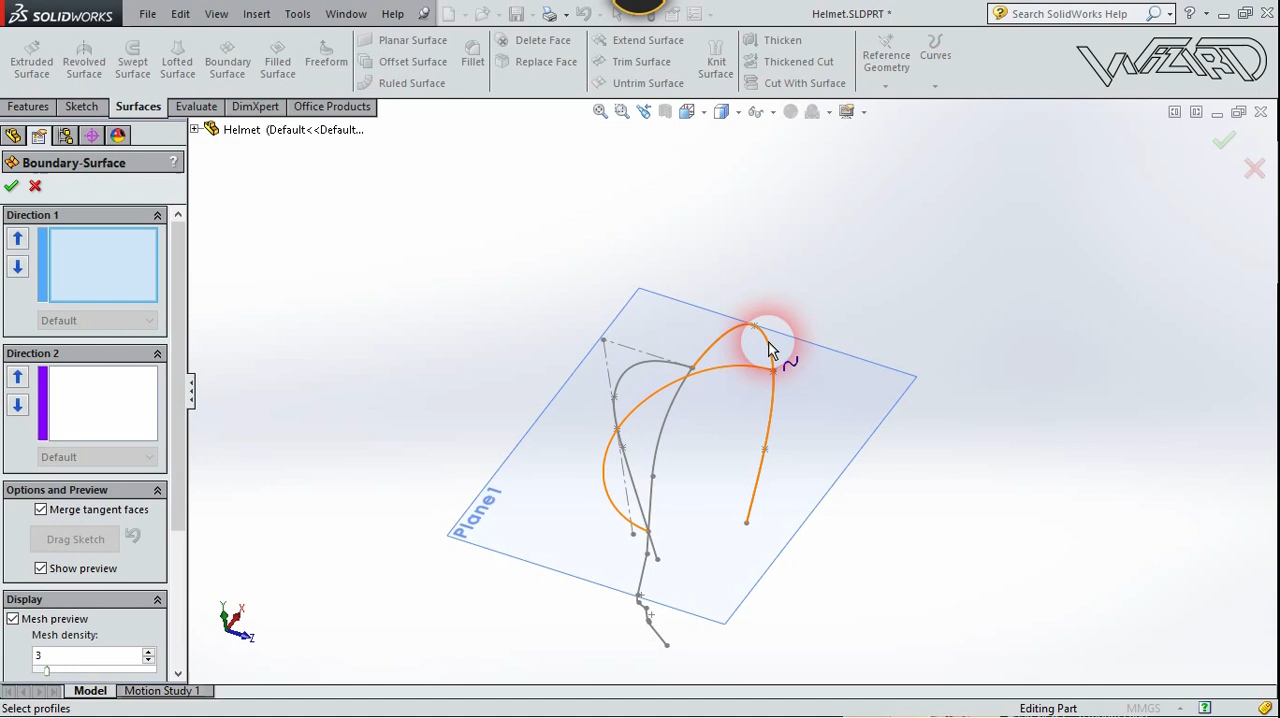 SOLIDWORKS
File Edit View Insert Tools Window Help
Helmet.SLDPRT *
Search SolidWorks Help
Extruded Surface
Revolved Surface
Swept Surface
Lofted Surface
Boundary Surface
Filled Surface
Freeform
Planar Surface
Offset Surface
Ruled Surface
Fillet
Delete Face
Replace Face
Extend Surface
Trim Surface
Untrim Surface
Knit Surface
Thicken
Thickened Cut
Cut With Surface
Reference Geometry
Curves
WIZARD
Features Sketch Surfaces Evaluate DimXpert Office Products
Helmet (Default<<Default...
Boundary-Surface ?
Direction 1
Default
Direction 2
Default
Options and Preview
Merge tangent faces
Drag Sketch
Show preview
Display
Mesh preview
Mesh density:
3
Plane1
Y
X
Z
Model Motion Study 1
Select profiles
Editing Part
MMGS
?